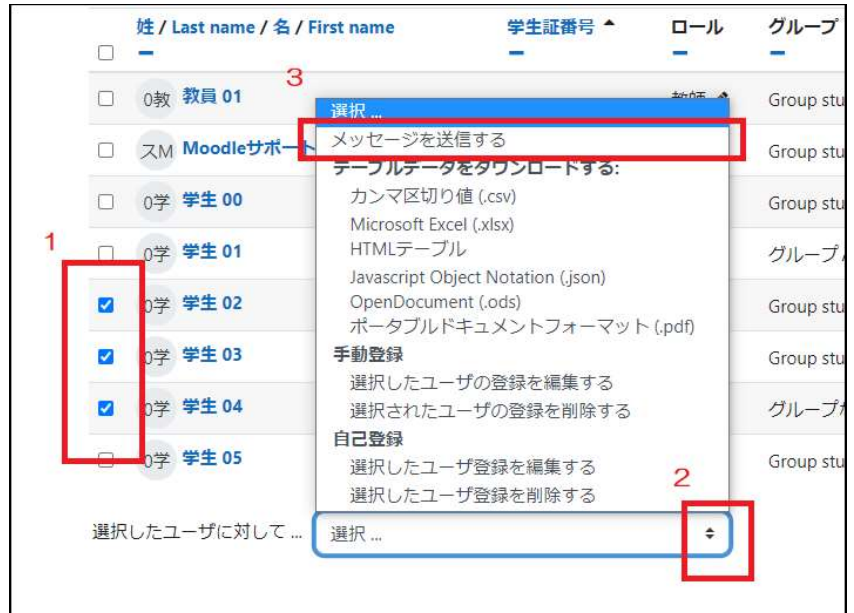 姓 / Last name / 名 / First name 学生証番号 ロール グループ
3
0教 教員 01 Group stu
選択 ...
スM Moodleサポート メッセージを送信する Group stu
テーブルデータをダウンロードする:
0学 学生 00 カンマ区切り値 (.csv) Group stu
Microsoft Excel (.xlsx)
1
0学 学生 01 HTMLテーブル グループ
Javascript Object Notation (.json)
0学 学生 02 OpenDocument (.ods) Group stu
ポータブルドキュメントフォーマット (.pdf)
0学 学生 03 手動登録 Group stu
選択したユーザの登録を編集する
0学 学生 04 選択されたユーザの登録を削除する グループ
自己登録
0学 学生 05 選択したユーザ登録を編集する Group stu
2
選択したユーザ登録を削除する
選択したユーザに対して ... 選択 ...